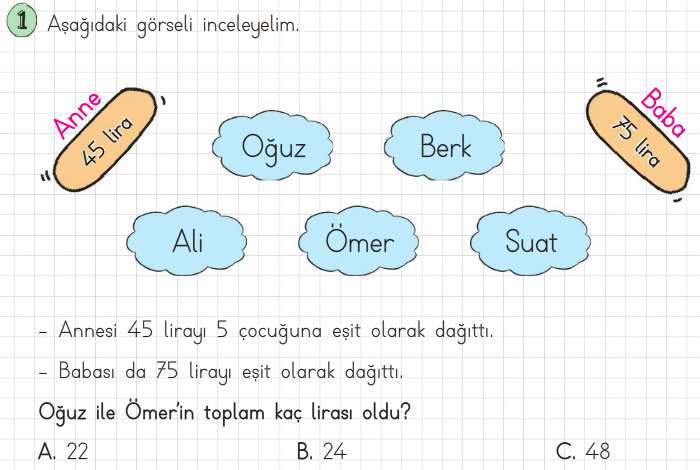 1 Aşağıdaki görseli inceleyelim.
Anne
45 lira
Baba
75 lira
Oğuz
Berk
Ali
Ömer
Suat
- Annesi 45 lirayı 5 çocuğuna eşit olarak dağıttı.
- Babası da 75 lirayı eşit olarak dağıttı.
Oğuz ile Ömer'in toplam kaç lirası oldu?
A. 22 B. 24 C. 48